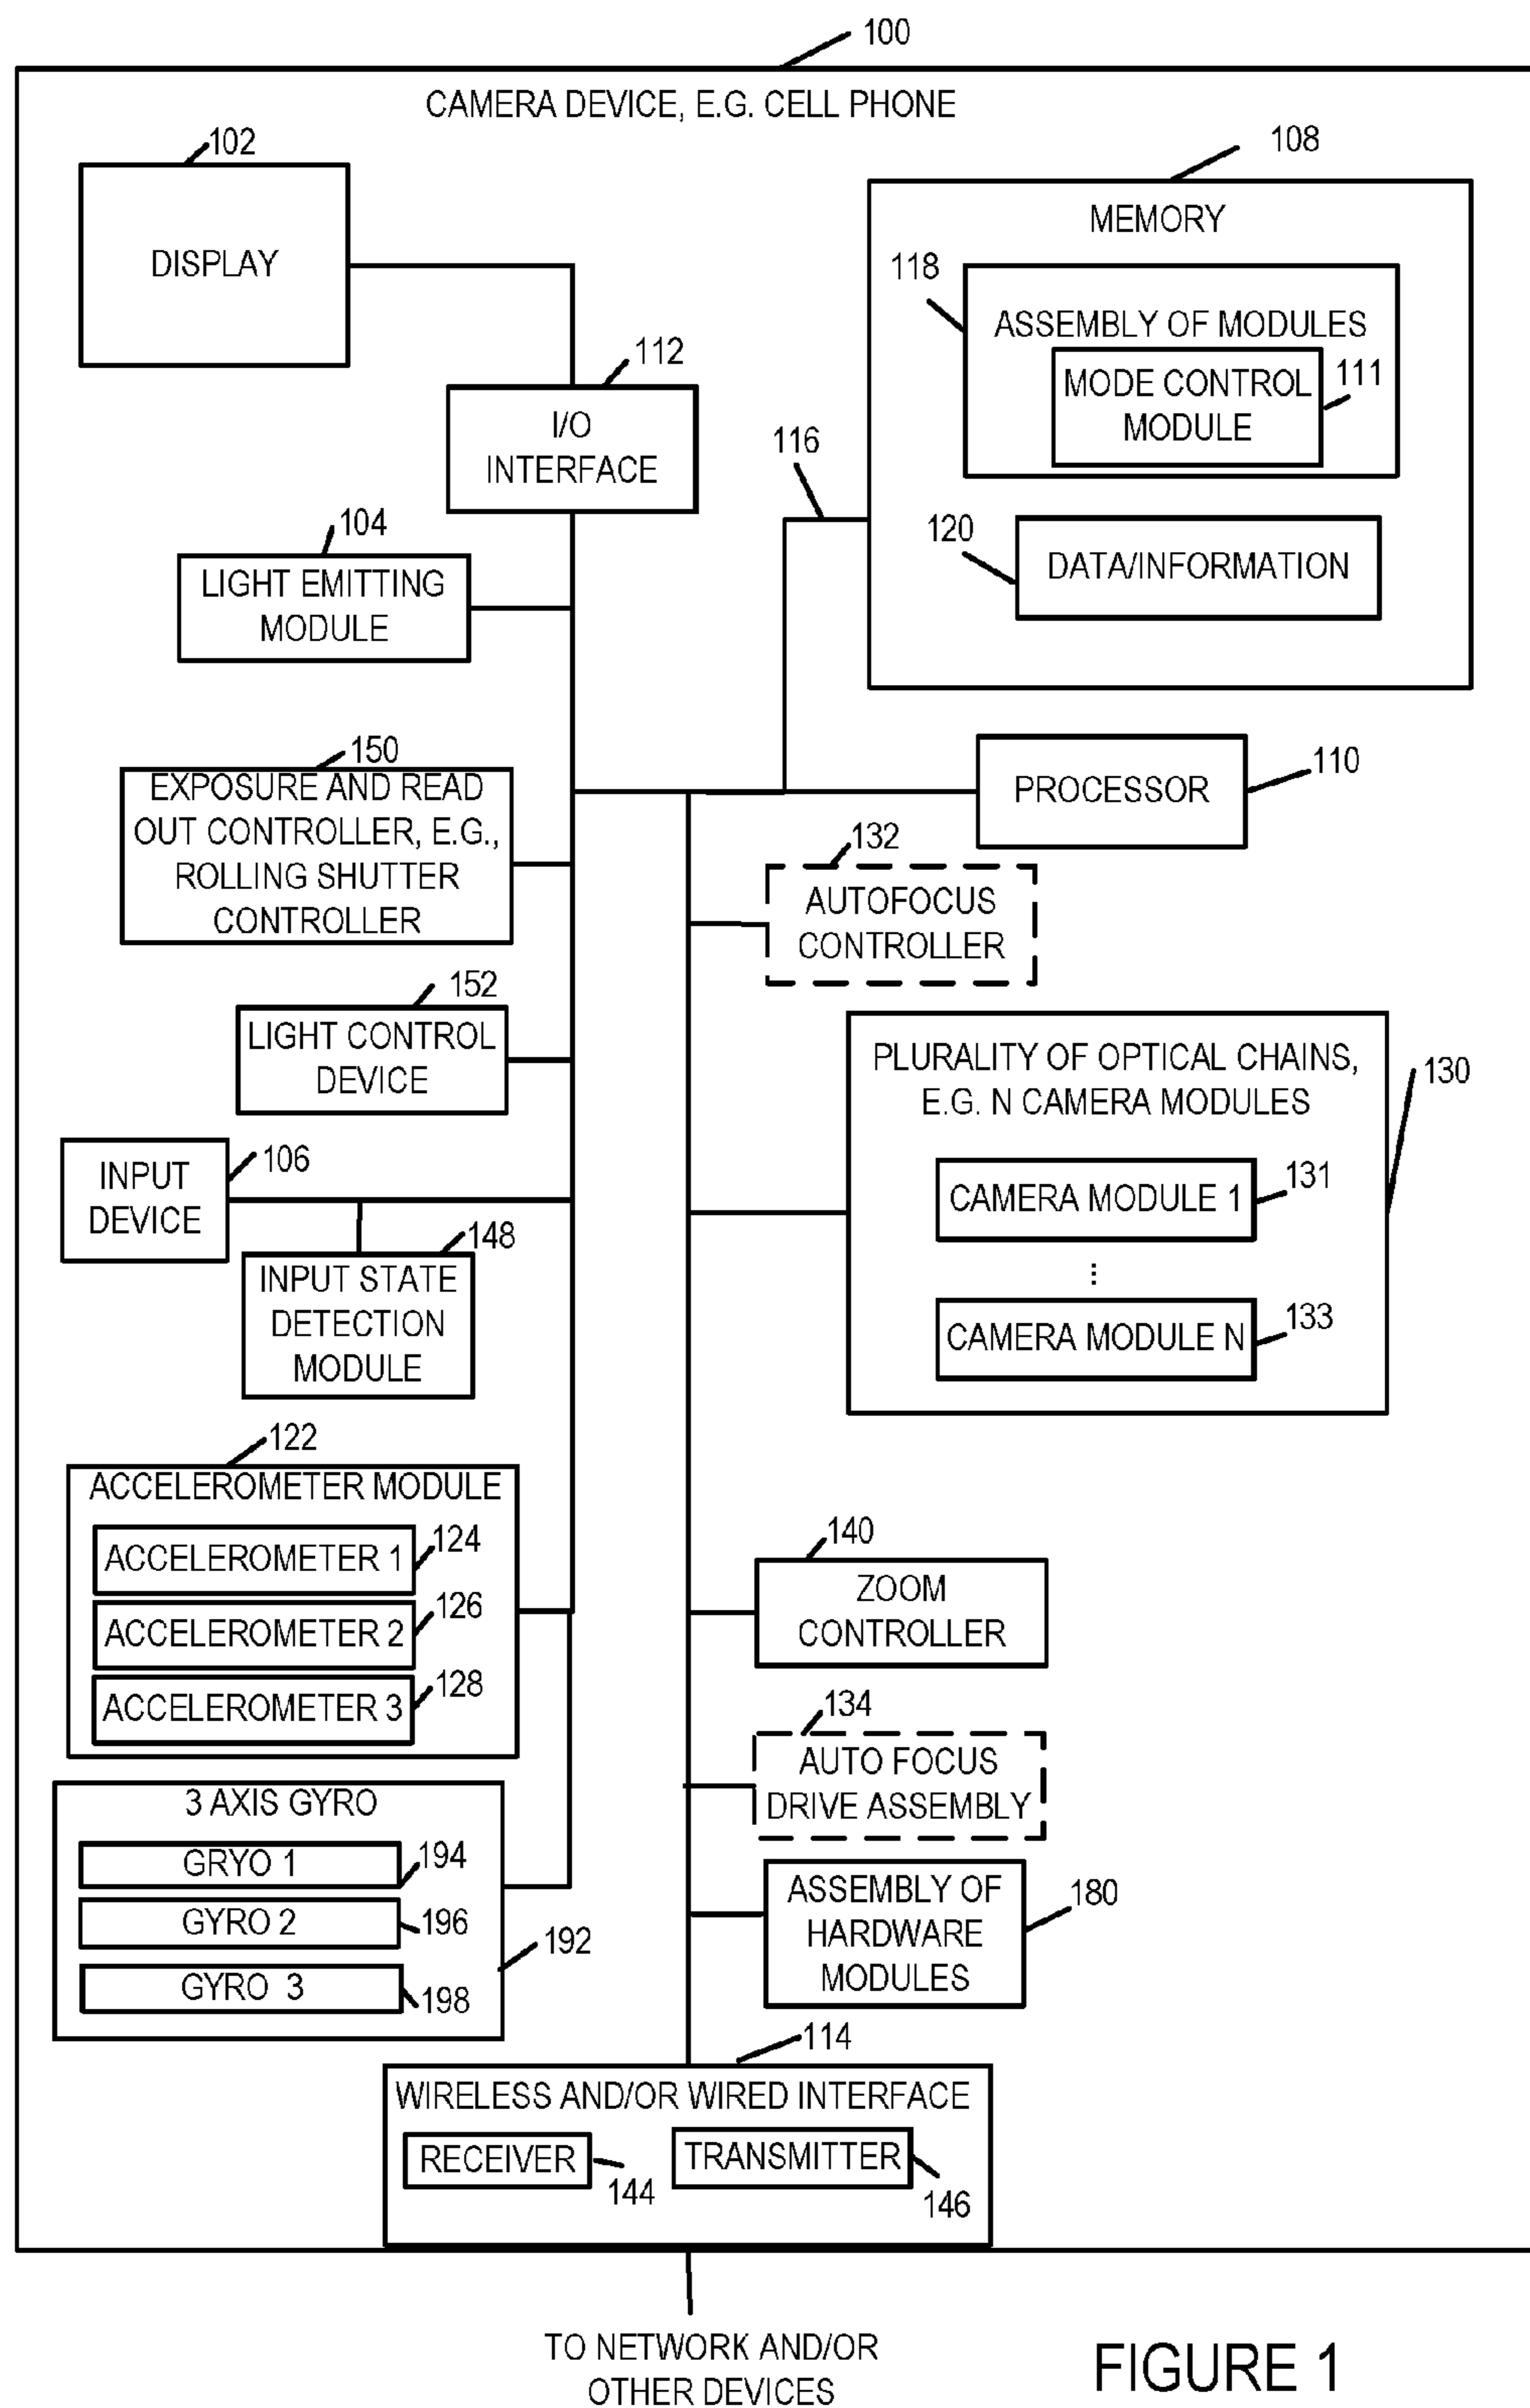 100
CAMERA DEVICE, E.G. CELL PHONE
102
DISPLAY
108
MEMORY
118
ASSEMBLY OF MODULES
MODE CONTROL
MODULE
111
120
DATA/INFORMATION
112
I/O
INTERFACE
116
104
LIGHT EMITTING
MODULE
150
EXPOSURE AND READ
OUT CONTROLLER, E.G.,
ROLLING SHUTTER
CONTROLLER
PROCESSOR
110
132
AUTOFOCUS
CONTROLLER
152
LIGHT CONTROL
DEVICE
PLURALITY OF OPTICAL CHAINS,
E.G. N CAMERA MODULES
130
CAMERA MODULE 1
131
...
CAMERA MODULE N
133
INPUT
DEVICE
106
148
INPUT STATE
DETECTION
MODULE
122
ACCELEROMETER MODULE
ACCELEROMETER 1
124
ACCELEROMETER 2
126
ACCELEROMETER 3
128
140
ZOOM
CONTROLLER
134
AUTO FOCUS
DRIVE ASSEMBLY
3 AXIS GYRO
GRYO 1
194
GYRO 2
196
GYRO 3
198
192
ASSEMBLY OF
HARDWARE
MODULES
180
114
WIRELESS AND/OR WIRED INTERFACE
RECEIVER
144
TRANSMITTER
146
TO NETWORK AND/OR
OTHER DEVICES
FIGURE 1